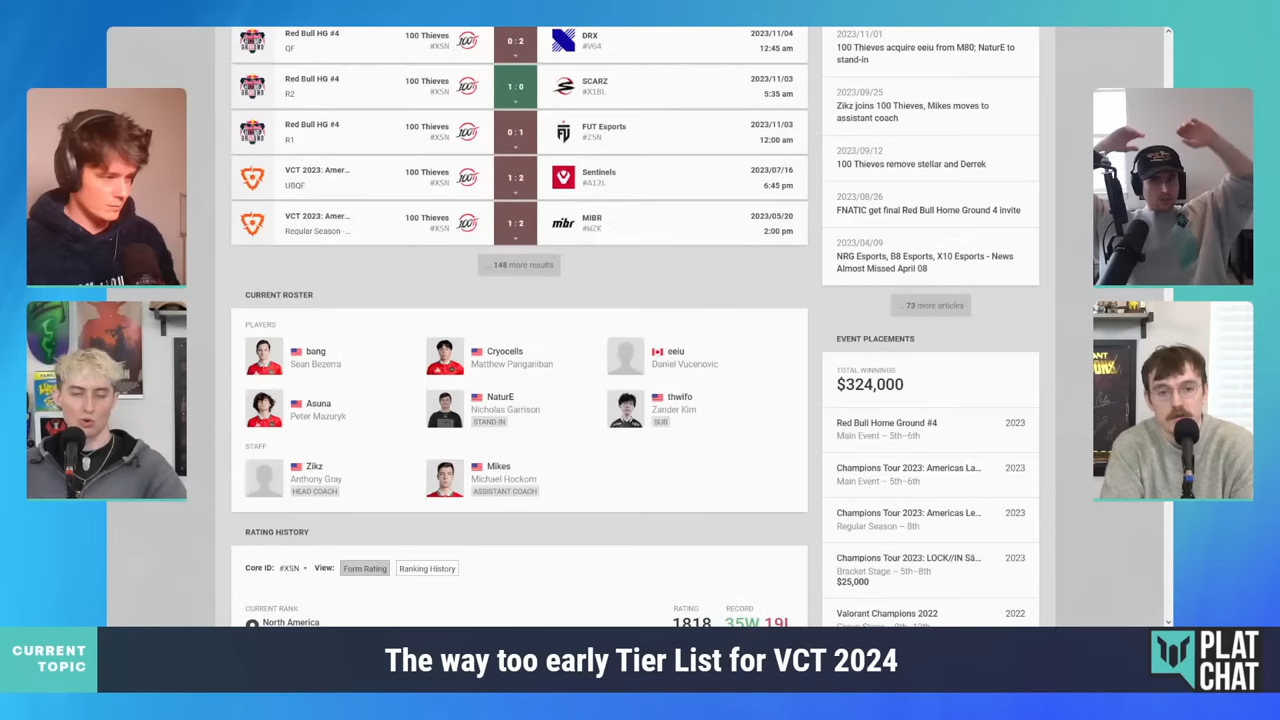 Red Bull HG #4
QF
100 Thieves
#XSN
0 : 2
DRX
#V64
2023/11/04
12:45 am
Red Bull HG #4
R2
100 Thieves
#XSN
1 : 0
SCARZ
#X1BL
2023/11/03
5:35 am
Red Bull HG #4
R1
100 Thieves
#XSN
0 : 1
FUT Esports
#Z5N
2023/11/03
12:00 am
VCT 2023: Amer...
UBQF
100 Thieves
#XSN
1 : 2
Sentinels
#A12L
2023/07/16
6:45 pm
VCT 2023: Amer...
Regular Season -...
100 Thieves
#XSN
1 : 2
mibr
MIBR
#WZK
2023/05/20
2:00 pm
... 148 more results
CURRENT ROSTER
PLAYERS
bang
Sean Bezerra
Cryocells
Matthew Panganiban
eeiu
Daniel Vucenovic
Asuna
Peter Mazuryk
NaturE
Nicholas Garrison
STAND IN
thwifo
Zander Kim
SUB
STAFF
Zikz
Anthony Gray
HEAD COACH
Mikes
Michael Hockom
ASSISTANT COACH
RATING HISTORY
Core ID: #XSN View: Form Rating Ranking History
CURRENT RANK
North America
RATING
1818
RECORD
35W 19L
2023/11/01
100 Thieves acquire eeiu from M80; NaturE to
stand-in
2023/09/25
Zikz joins 100 Thieves, Mikes moves to
assistant coach
2023/09/12
100 Thieves remove stellar and Derrek
2023/08/26
FNATIC get final Red Bull Home Ground 4 invite
2023/04/09
NRG Esports, B8 Esports, X10 Esports - News
Almost Missed April 08
... 73 more articles
EVENT PLACEMENTS
TOTAL WINNINGS
$324,000
Red Bull Home Ground #4
Main Event – 5th–6th
2023
Champions Tour 2023: Americas La...
Main Event – 5th–6th
2023
Champions Tour 2023: Americas Le...
Regular Season – 8th
2023
Champions Tour 2023: LOCK//IN Sã...
Bracket Stage – 5th–8th
$25,000
2023
Valorant Champions 2022
2022
CURRENT
TOPIC
The way too early Tier List for VCT 2024
PLAT
CHAT